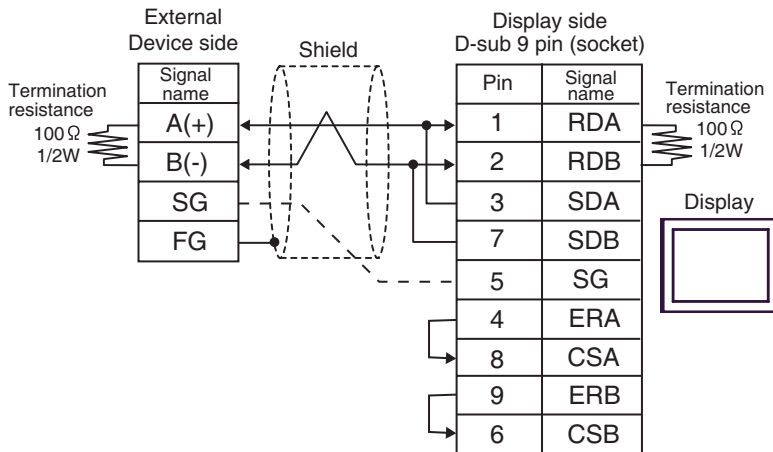 External
Device side
Shield
Display side
D-sub 9 pin (socket)
Termination
resistance
100Ω
1/2W
Signal
name
A(+)
B(-)
SG
FG
Pin
Signal
name
1 RDA
2 RDB
3 SDA
7 SDB
5 SG
4 ERA
8 CSA
9 ERB
6 CSB
Termination
resistance
100Ω
1/2W
Display